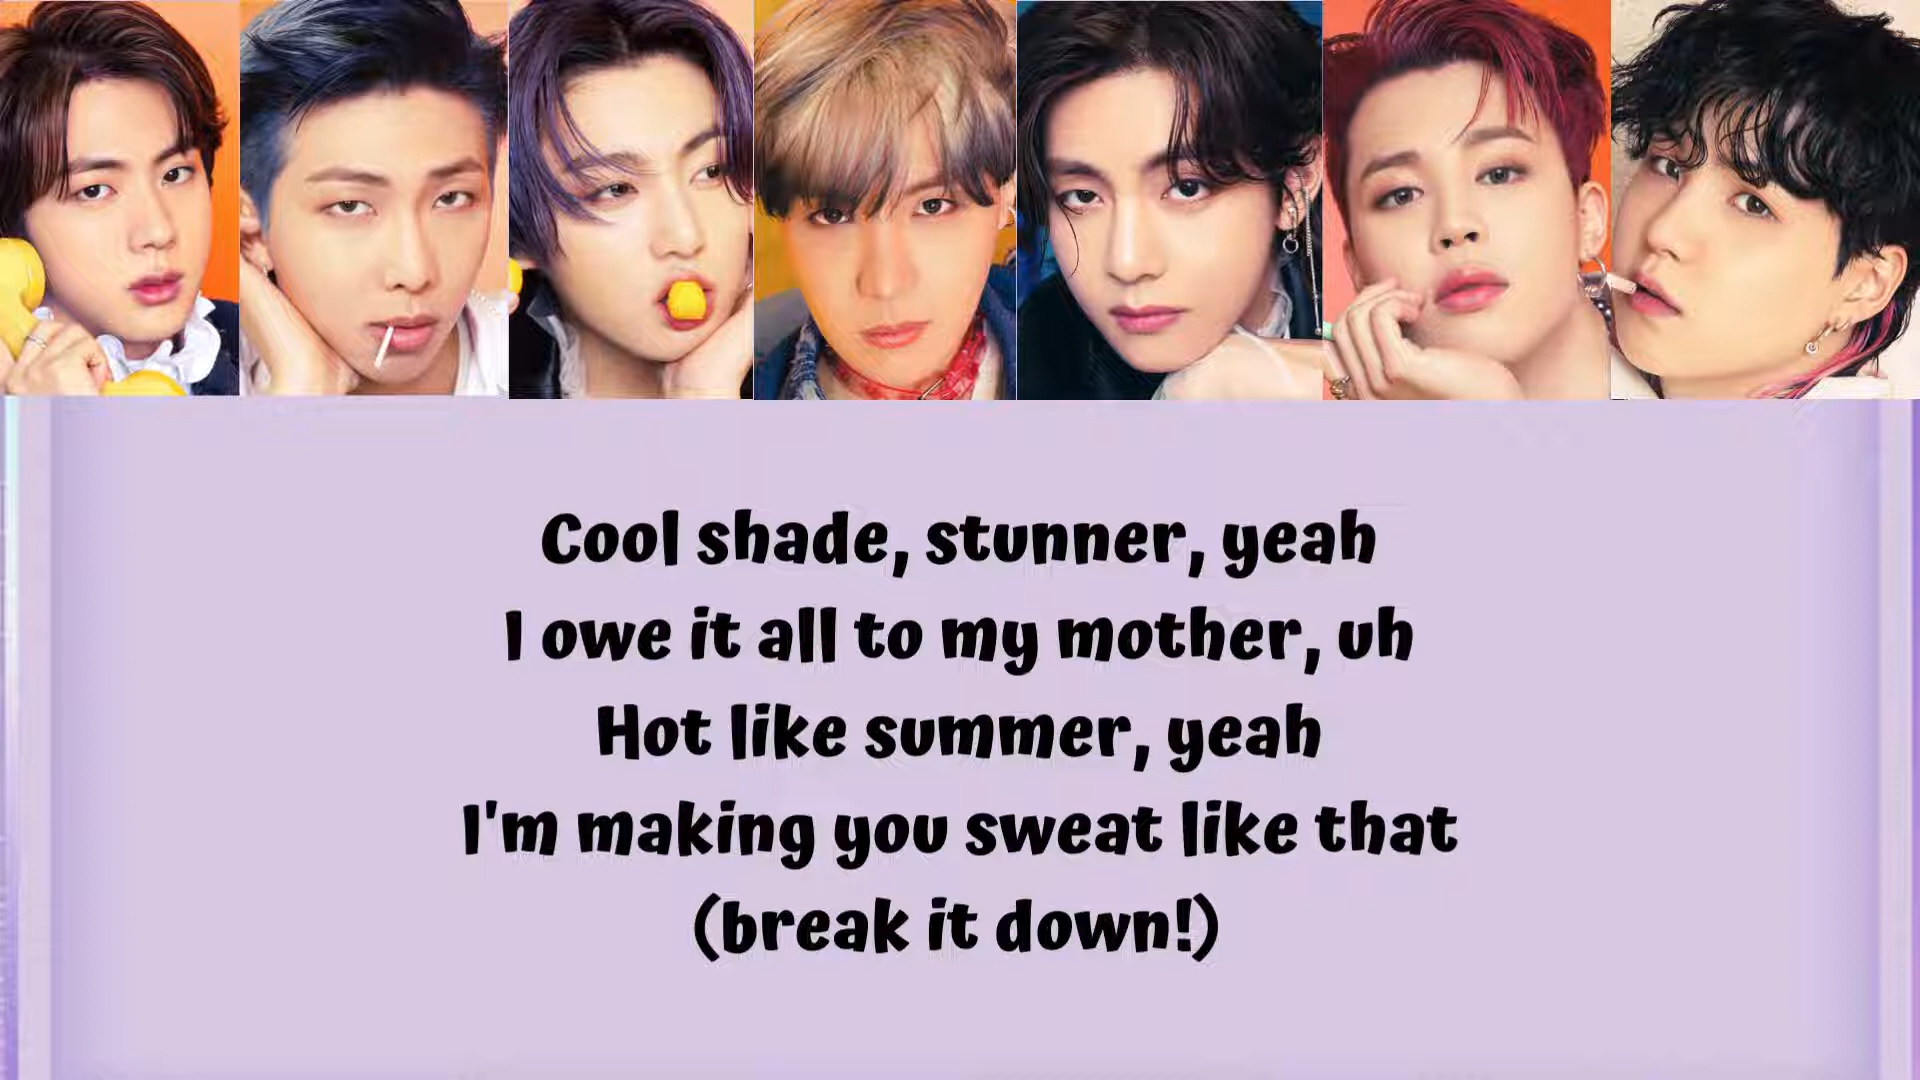 Cool shade, stunner, yeah
I owe it all to my mother, uh
Hot like summer, yeah
I'm making you sweat like that
(break it down!)